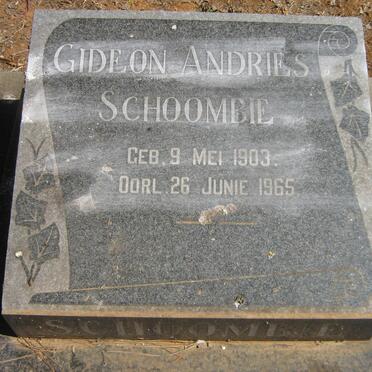 GIDEON ANDRIES
SCHOOMBIE
GEB. 9 MEI 1903.
OORL. 26 JUNIE 1965
SCHOOMBIE